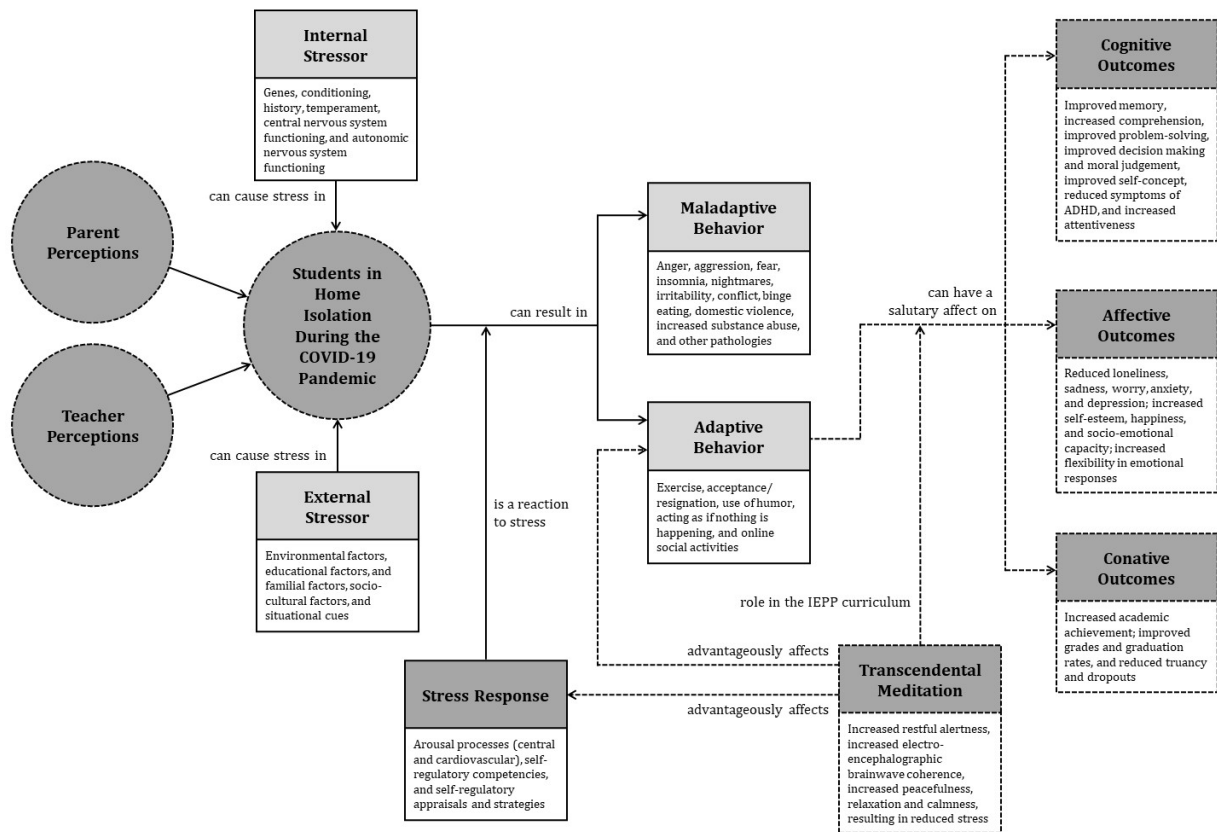 Internal
Stressor
Genes, conditioning,
history, temperament,
central nervous system
functioning, and autonomic
nervous system
functioning
can cause stress in
Parent
Perceptions
Teacher
Perceptions
Students in
Home
Isolation
During the
COVID-19
Pandemic
can cause stress in
External
Stressor
Environmental factors,
educational factors, and
familial factors, socio-
cultural factors, and
situational cues
can result in
is a reaction
to stress
Stress Response
Arousal processes (central
and cardiovascular), self-
regulatory competencies,
and self-regulatory
appraisals and strategies
Maladaptive
Behavior
Anger, aggression, fear,
insomnia, nightmares,
irritability, conflict, binge
eating, domestic violence,
increased substance abuse,
and other pathologies
Adaptive
Behavior
Exercise, acceptance/
resignation, use of humor,
acting as if nothing is
happening, and online
social activities
can have a
salutary affect on
role in the IEPP curriculum
advantageously affects
advantageously affects
Transcendental
Meditation
Increased restful alertness,
increased electro-
encephalographic
brainwave coherence,
increased peacefulness,
relaxation and calmness,
resulting in reduced stress
Cognitive
Outcomes
Improved memory,
increased comprehension,
improved problem-solving,
improved decision making
and moral judgement,
improved self-concept,
reduced symptoms of
ADHD, and increased
attentiveness
Affective
Outcomes
Reduced loneliness,
sadness, worry, anxiety,
and depression; increased
self-esteem, happiness,
and socio-emotional
capacity; increased
flexibility in emotional
responses
Conative
Outcomes
Increased academic
achievement; improved
grades and graduation
rates, and reduced truancy
and dropouts